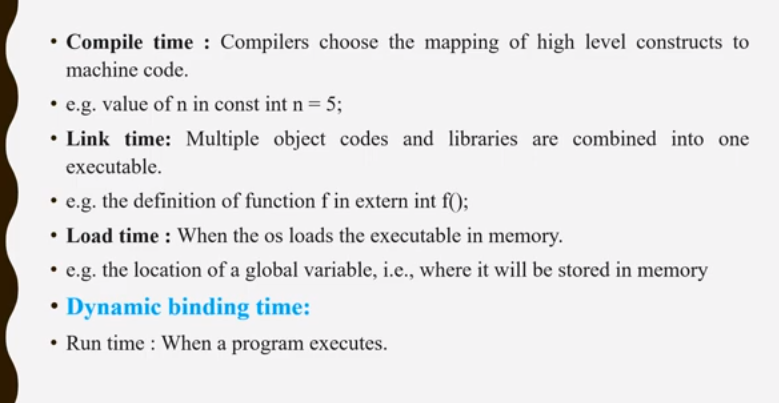 • Compile time : Compilers choose the mapping of high level constructs to
machine code.
• e.g. value of n in const int n = 5;
• Link time: Multiple object codes and libraries are combined into one
executable.
• e.g. the definition of function f in extern int f();
• Load time : When the os loads the executable in memory.
• e.g. the location of a global variable, i.e., where it will be stored in memory
• Dynamic binding time:
• Run time : When a program executes.